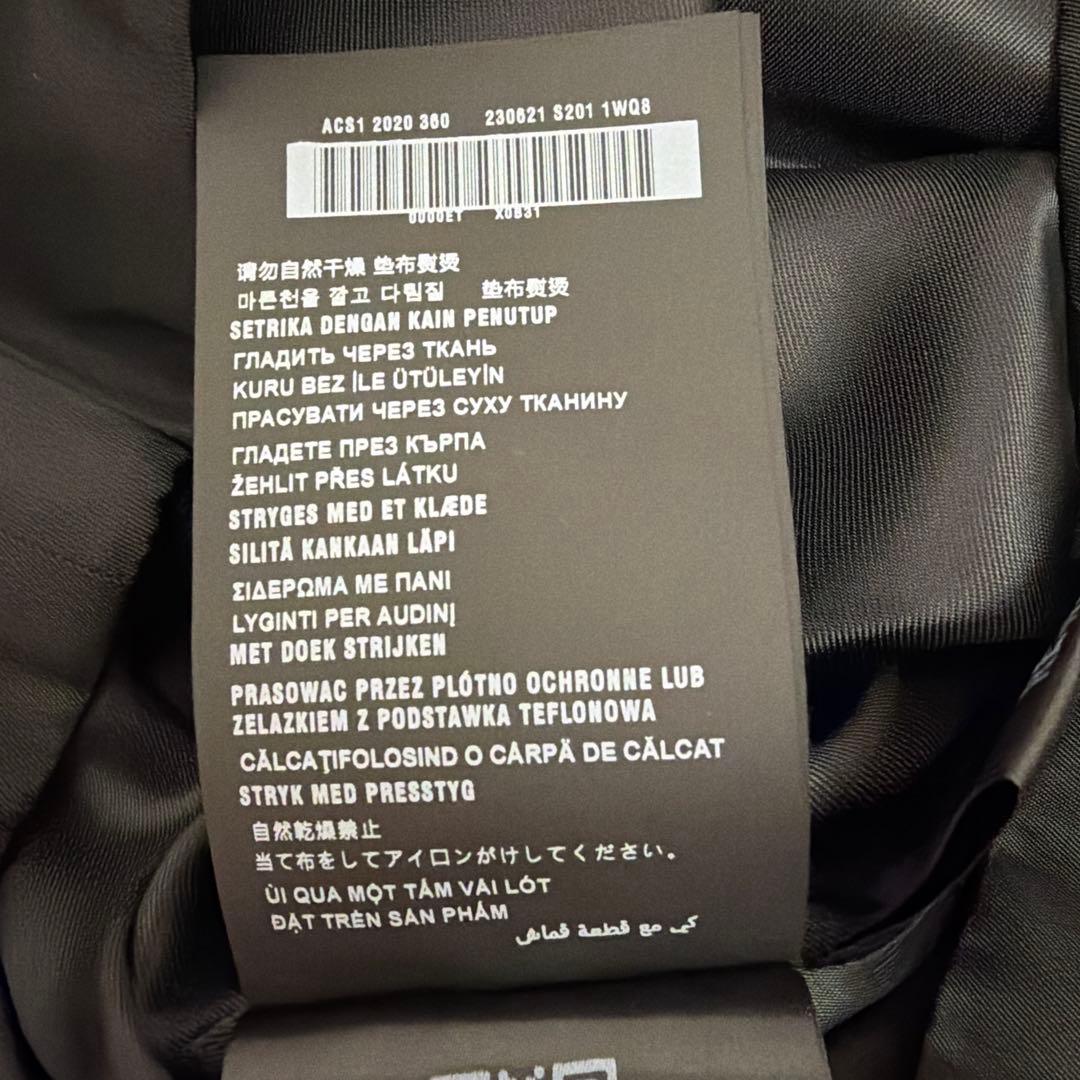 ACS1 2020 360 230621 S201 1WQ8
0000ET X0B31
请勿自然干燥 垫布熨烫
마른천을 깔고 다림질 垫布熨烫
SETRIKA DENGAN KAIN PENUTUP
ГЛАДИТЬ ЧЕРЕЗ ТКАНЬ
KURU BEZ İLE ÜTÜLEYİN
ПРАСУВАТИ ЧЕРЕЗ СУХУ ТКАНИНУ
ГЛАДЕТЕ ПРЕЗ КЪРПА
ŽEHLIT PŘES LÁTKU
STRYGES MED ET KLÆDE
SILITÄ KANKAAN LÄPI
ΣΙΔΕΡΩΜΑ ΜΕ ΠΑΝΙ
LYGINTI PER AUDINĮ
MET DOEK STRIJKEN
PRASOWAC PRZEZ PLÓTNO OCHRONNE LUB
ZELAZKIEM Z PODSTAWKA TEFLONOWA
CĂLCAŢIFOLOSIND O CÂRPĂ DE CĂLCAT
STRYK MED PRESSTYG
自然乾燥禁止
当て布をしてアイロンがけしてください。
ÙI QUA MỘT TẤM VẢI LÓT
ĐẶT TRÊN SẢN PHẨM
كي مع قطعة قماش